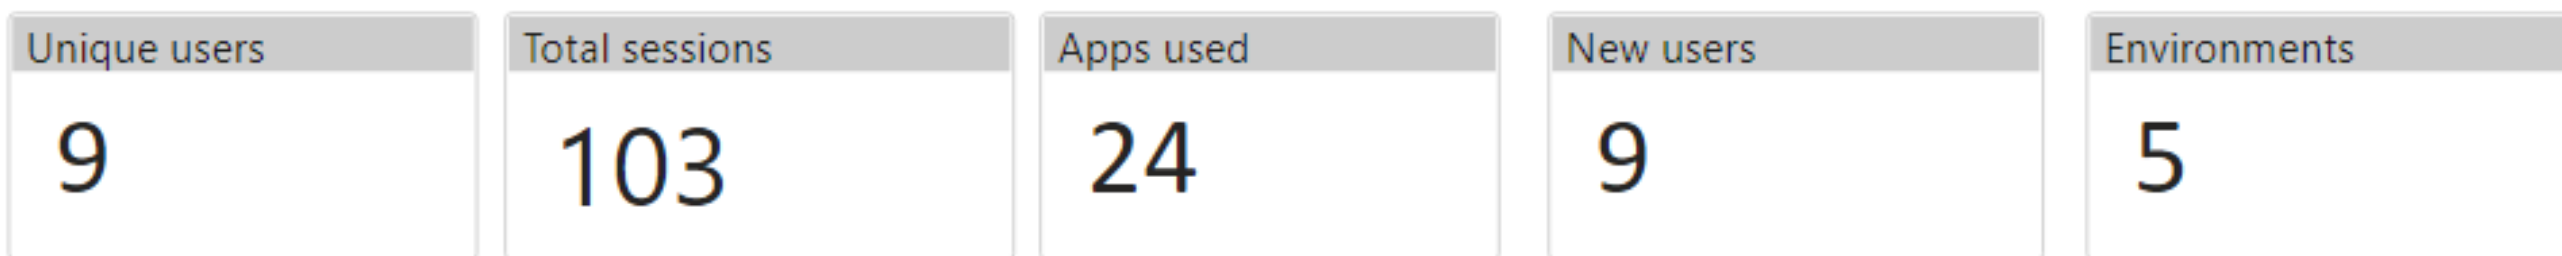 Unique users
9
Total sessions
103
Apps used
24
New users
9
Environments
5